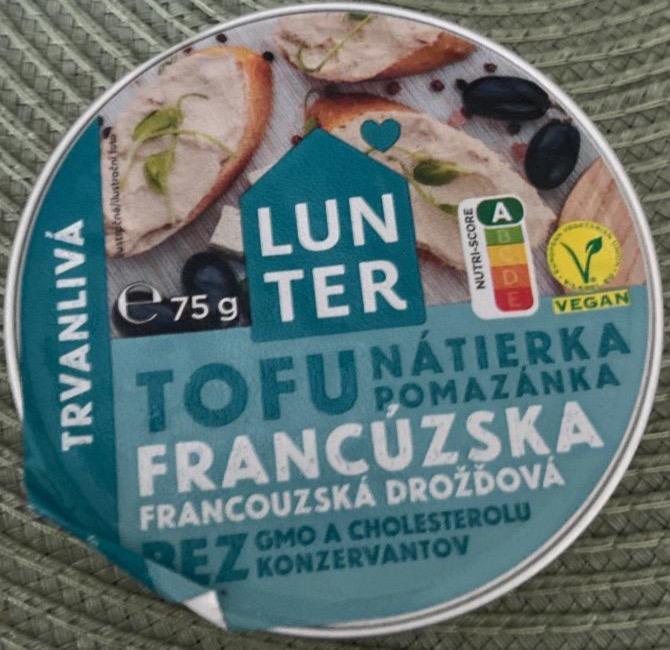 LUN
TER
NUTRI-SCORE
A
B
C
D
E
VEGAN
TRVANLIVÁ
e 75 g
TOFU NÁTIERKA
POMAZÁNKA
FRANCÚZSKA
FRANCOUZSKÁ DROŽĎOVÁ
BEZ GMO A CHOLESTEROLU
KONZERVANTOV